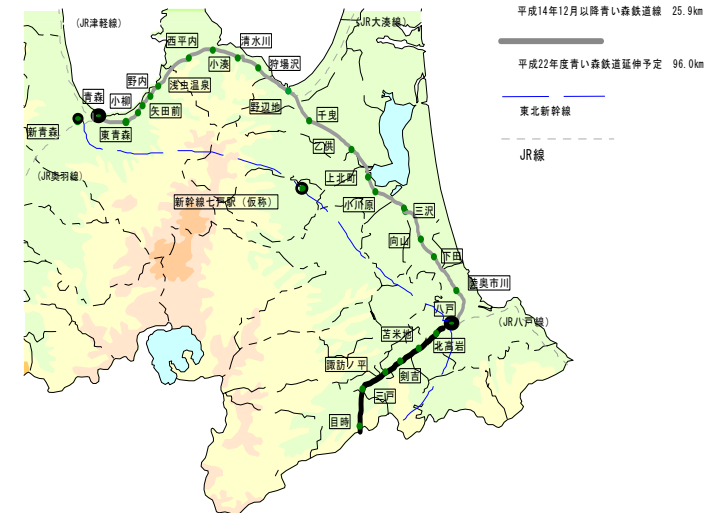 平成14年12月以降青い森鉄道線 25.9km
平成22年度青い森鉄道延伸予定 96.0km
東北新幹線
JR線
(JR津軽線)
(JR大湊線)
西平内
清水川
小湊
狩場沢
野内
浅虫温泉
青森
小柳
矢田前
野辺地
千曳
新青森
東青森
乙供
(JR奥羽線)
上北町
新幹線七戸駅(仮称)
小川原
三沢
向山
下田
陸奥市川
八戸
(JR八戸線)
苫米地
北高岩
諏訪ノ平
剣吉
三戸
目時